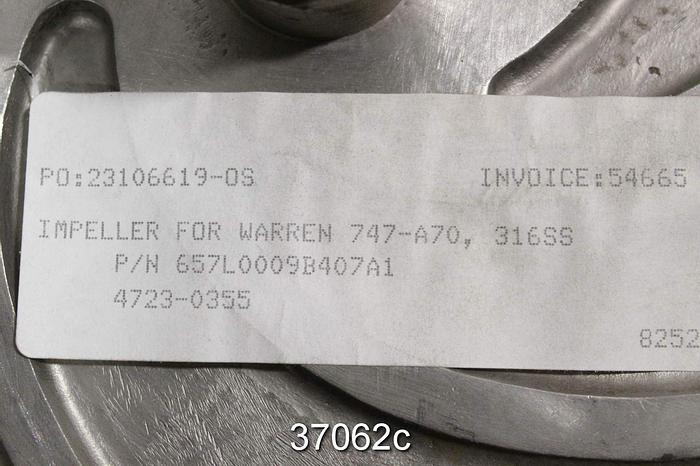 PO:23106619-OS
INVOICE:54665
IMPELLER FOR WARREN 747-A70, 316SS
P/N 657L0009B407A1
4723-0355
8252
37062c